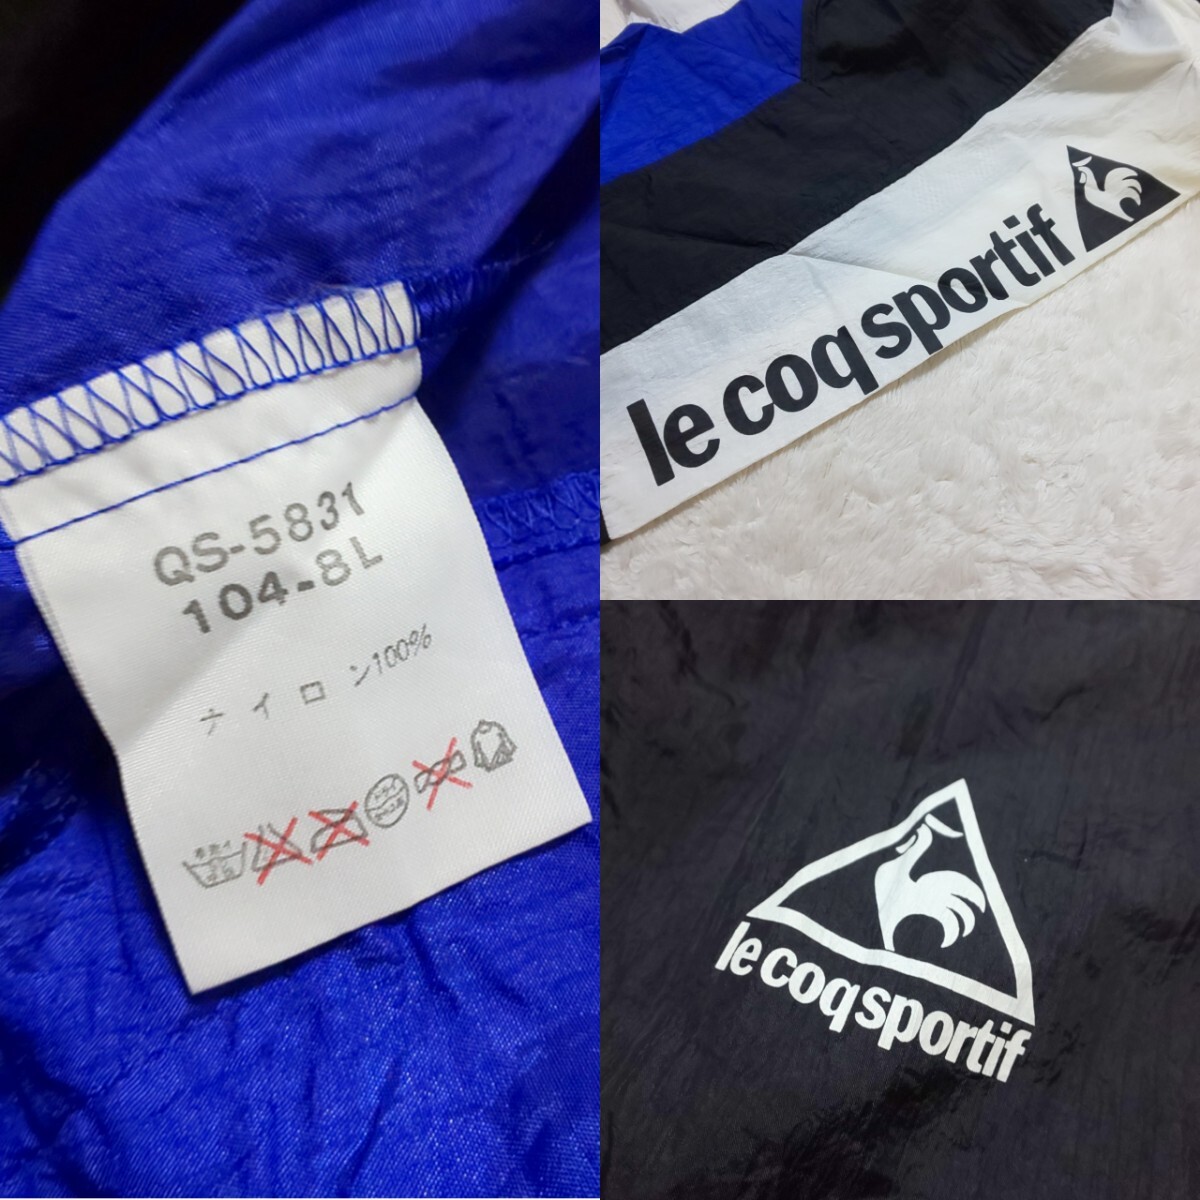 QS-5831
104-8L
ナイロン100%
le coq sportif
le coq sportif